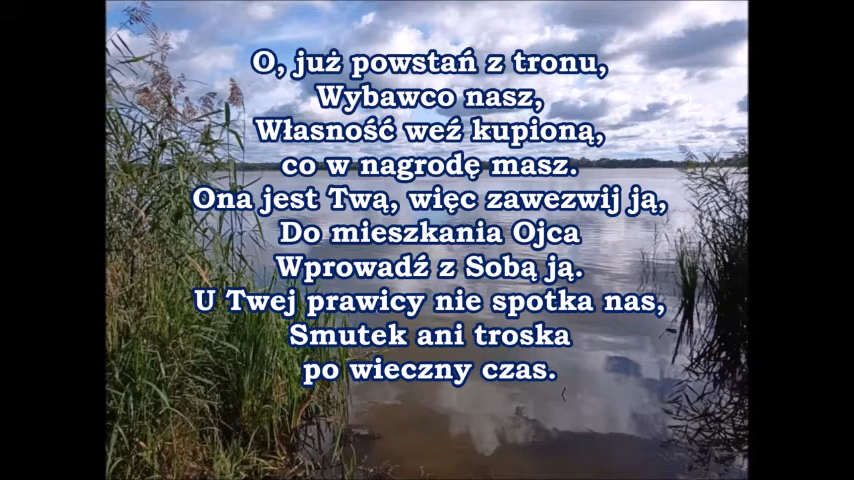 O, już powstań z tronu,
Wybawco nasz,
Własność weź kupioną,
co w nagrodę masz.
Ona jest Twą, więc zawezwij ją,
Do mieszkania Ojca
Wprowadź z Sobą ją.
U Twej prawicy nie spotka nas,
Smutek ani troska
po wieczny czas.